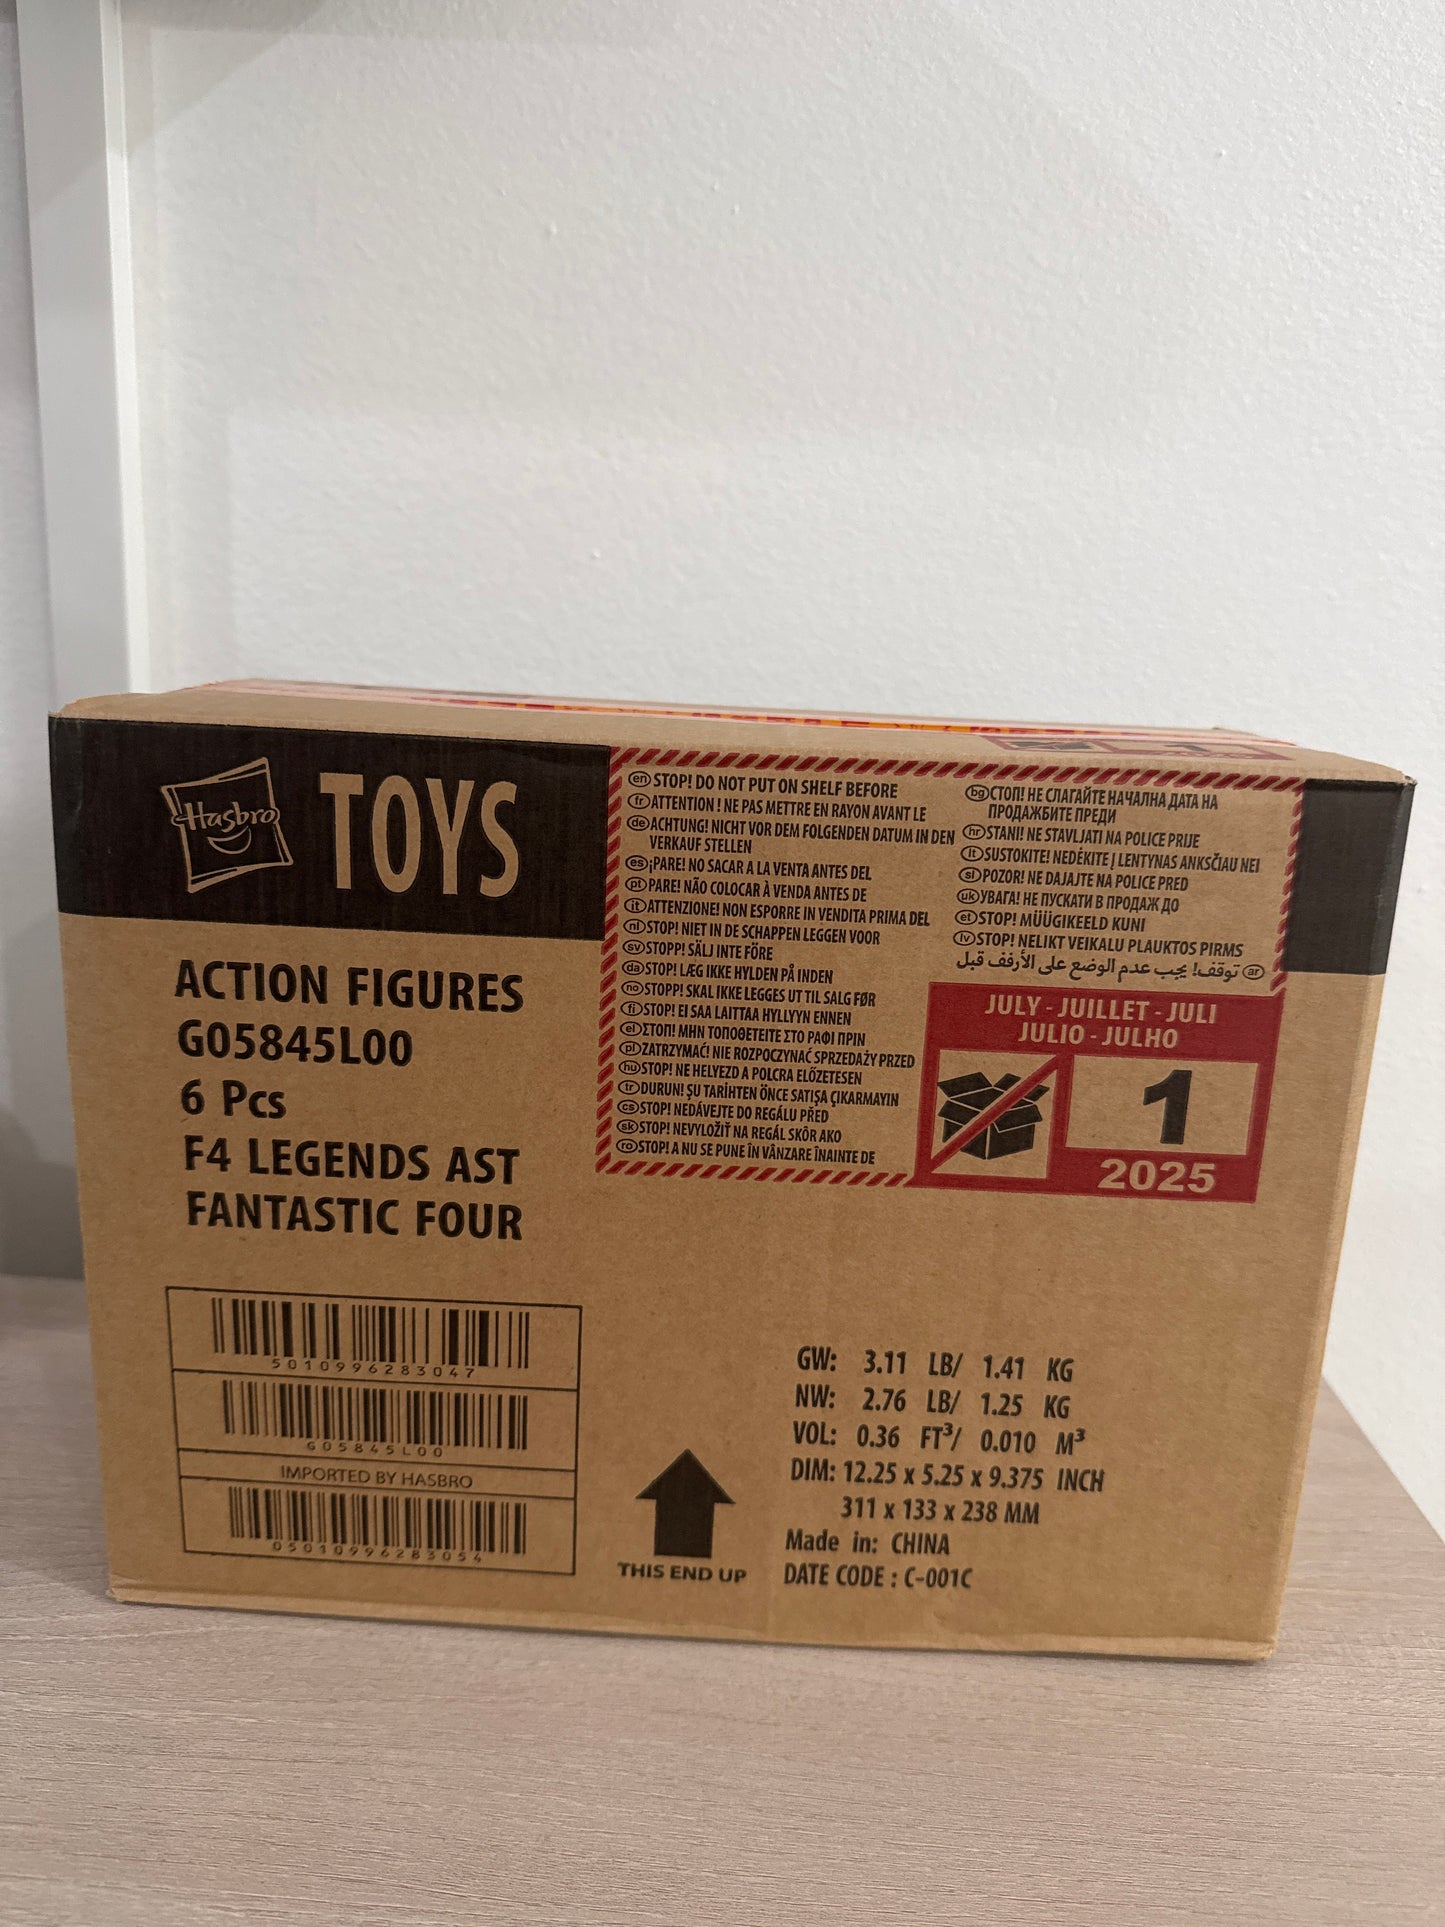 Hasbro
TOYS
ACTION FIGURES
G05845L00
6 Pcs
F4 LEGENDS AST
FANTASTIC FOUR
en STOP! DO NOT PUT ON SHELF BEFORE
fr ATTENTION ! NE PAS METTRE EN RAYON AVANT LE
de ACHTUNG! NICHT VOR DEM FOLGENDEN DATUM IN DEN
VERKAUF STELLEN
es ¡PARE! NO SACAR A LA VENTA ANTES DEL
pt PARE! NÃO COLOCAR À VENDA ANTES DE
it ATTENZIONE! NON ESPORRE IN VENDITA PRIMA DEL
nl STOP! NIET IN DE SCHAPPEN LEGGEN VOOR
sv STOPP! SÄLJ INTE FÖRE
da STOP! LÆG IKKE HYLDEN PÅ INDEN
no STOPP! SKAL IKKE LEGGES UT TIL SALG FØR
fi STOP! EI SAA LAITTAA HYLLYYN ENNEN
el ΣΤΟΠ! ΜΗΝ ΤΟΠΟΘΕΤΕΙΤΕ ΣΤΟ ΡΑΦΙ ΠΡΙΝ
pl ZATRZYMAĆ! NIE ROZPOCZYNAĆ SPRZEDAŻY PRZED
hu STOP! NE HELYEZD A POLCRA ELŐZETESEN
tr DURUN! ŞU TARİHTEN ÖNCE SATIŞA ÇIKARMAYIN
cs STOP! NEDÁVEJTE DO REGÁLU PŘED
sk STOP! NEVYLOŽIŤ NA REGÁL SKÔR AKO
ro STOP! A NU SE PUNE ÎN VÂNZARE ÎNAINTE DE
bg СТОП! НЕ СЛАГАЙТЕ НАЧАЛНА ДАТА НА
ПРОДАЖБИТЕ ПРЕДИ
hr STANI! NE STAVLJATI NA POLICE PRIJE
lt SUSTOKITE! NEDĖKITE Į LENTYNAS ANKSČIAU NEI
sl POZOR! NE DAJAJTE NA POLICE PRED
uk УВАГА! НЕ ПУСКАТИ В ПРОДАЖ ДО
et STOP! MÜÜGIKEELD KUNI
lv STOP! NELIKT VEIKALU PLAUKTOS PIRMS
ar توقف! يجب عدم الوضع على الأرفف قبل
JULY - JUILLET - JULI
JULIO - JULHO
1
2025
5010996283047
G05845L00
IMPORTED BY HASBRO
05010996283054
THIS END UP
GW: 3.11 LB/ 1.41 KG
NW: 2.76 LB/ 1.25 KG
VOL: 0.36 FT³/ 0.010 M³
DIM: 12.25 x 5.25 x 9.375 INCH
311 x 133 x 238 MM
Made in: CHINA
DATE CODE : C-001C